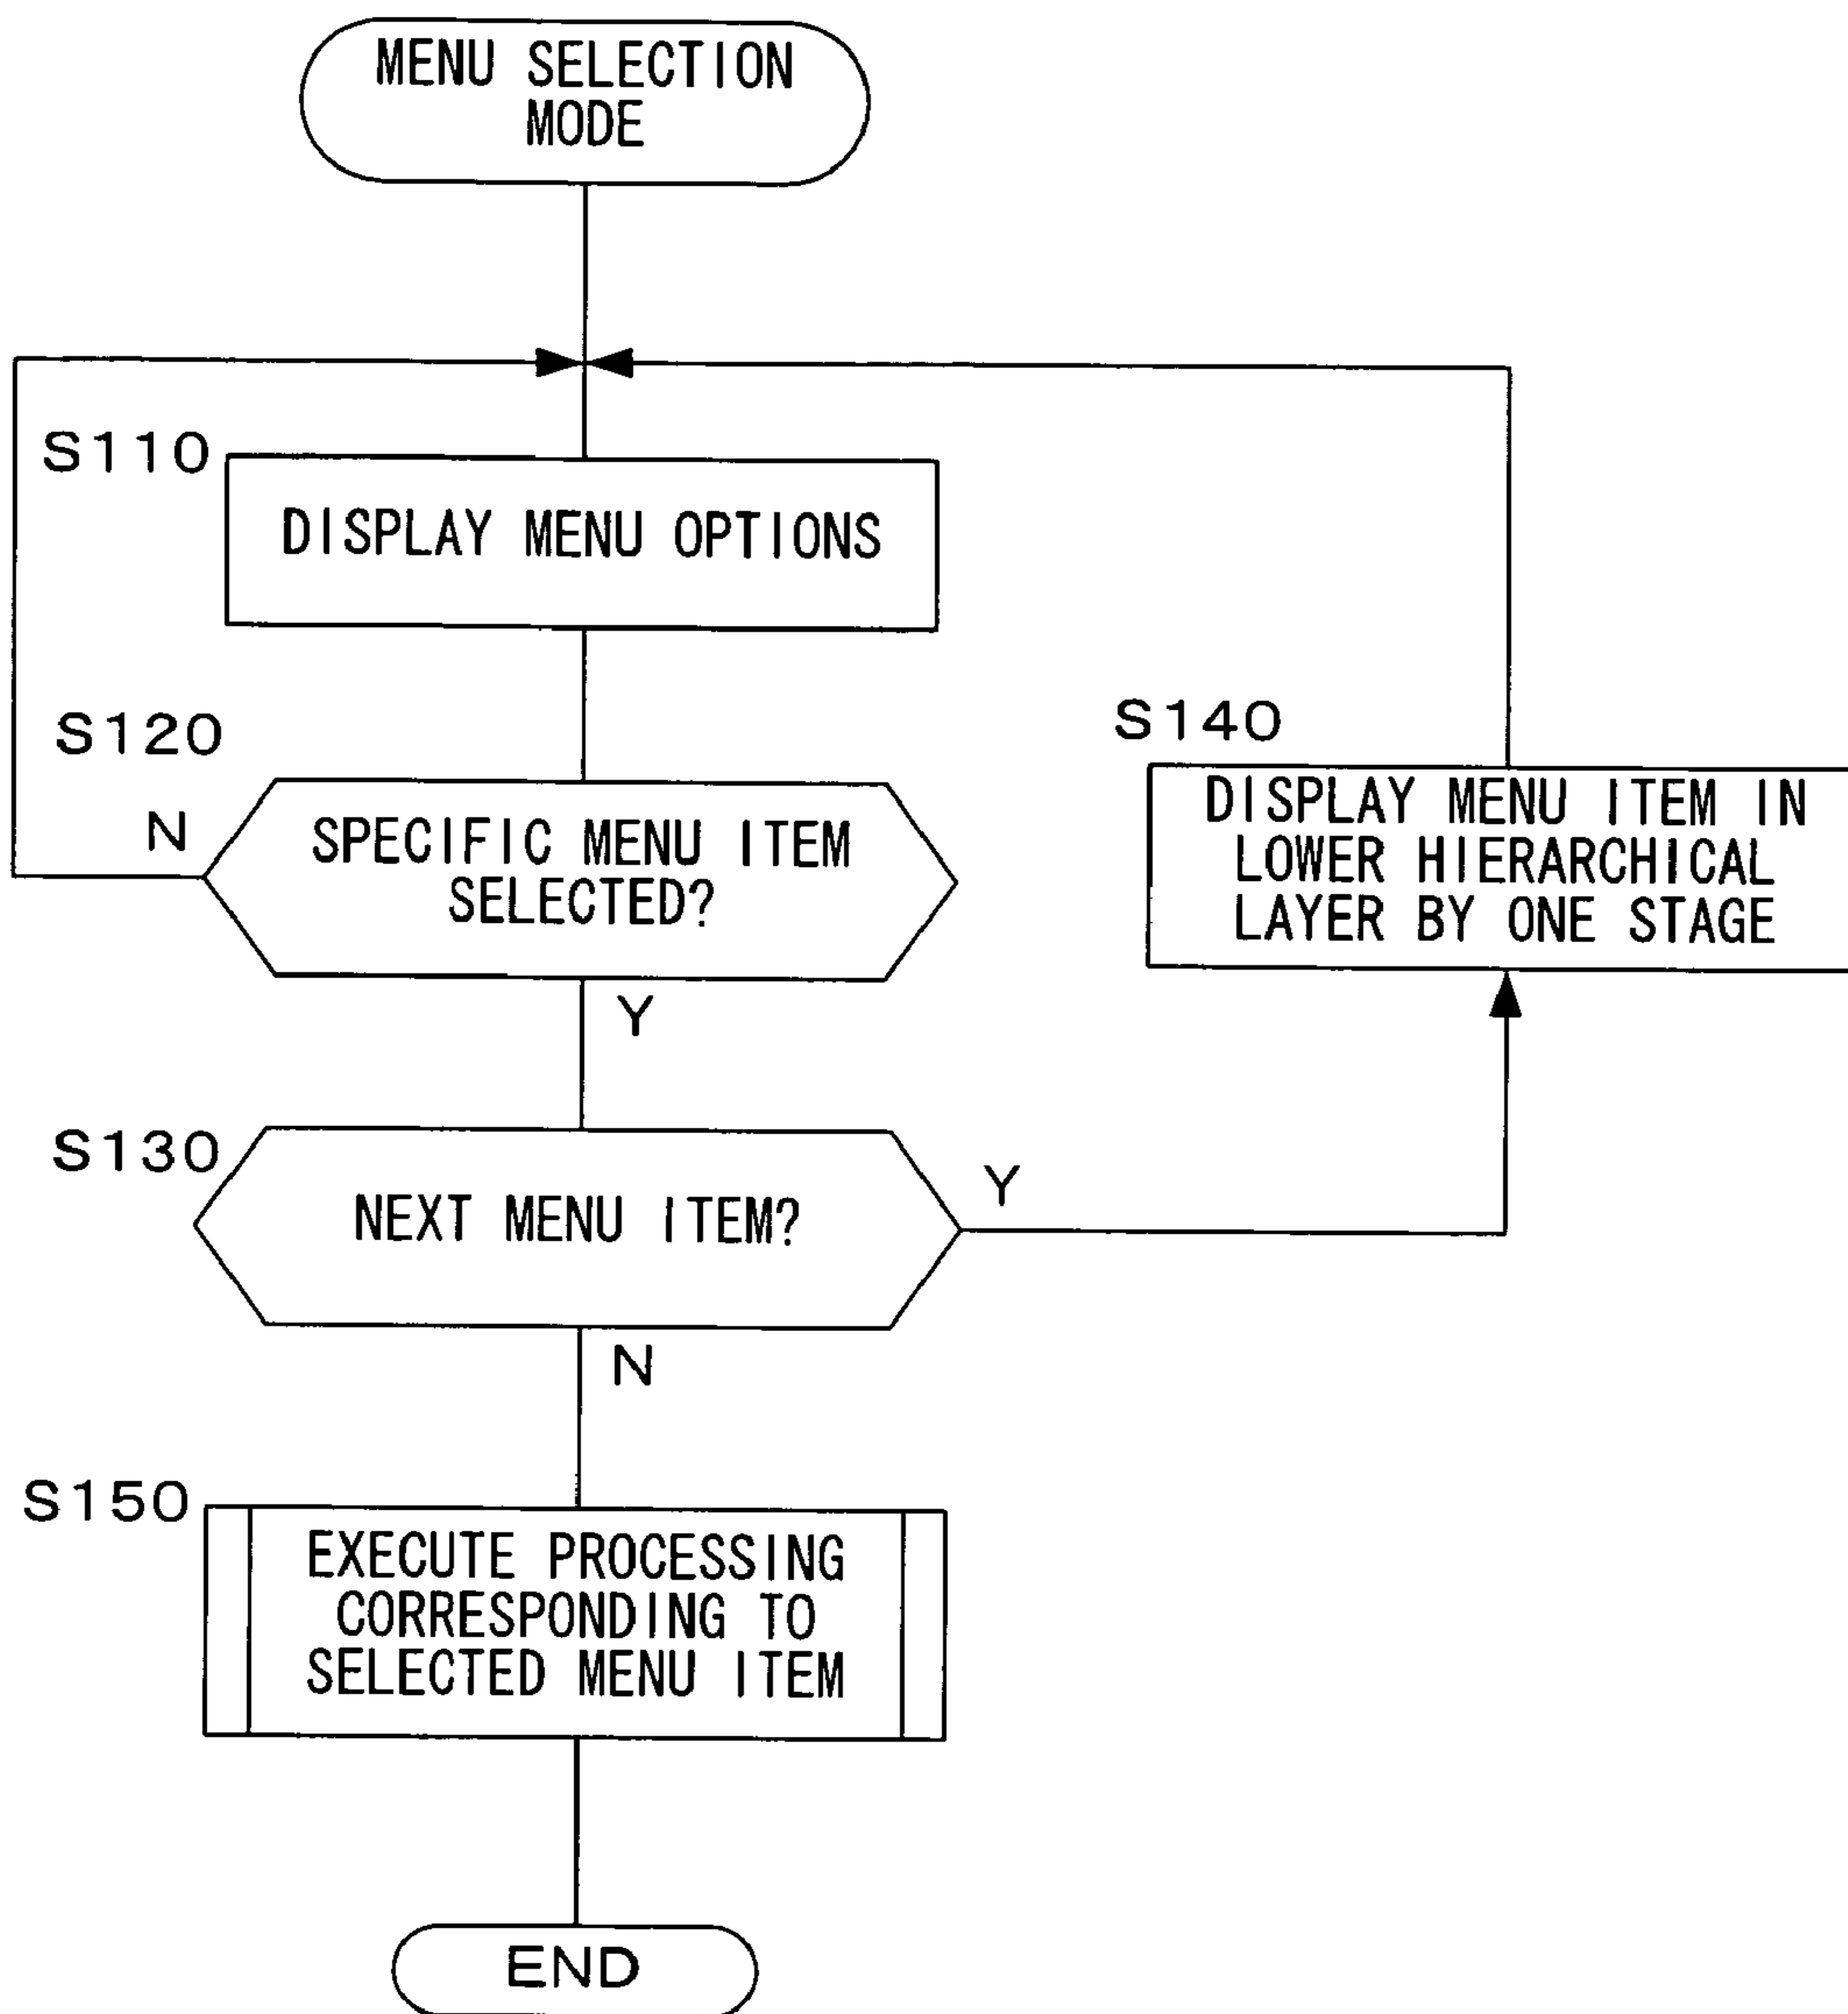 MENU SELECTION
MODE
S110
DISPLAY MENU OPTIONS
S120
N
SPECIFIC MENU ITEM
SELECTED?
Y
S140
DISPLAY MENU ITEM IN
LOWER HIERARCHICAL
LAYER BY ONE STAGE
S130
NEXT MENU ITEM?
Y
N
S150
EXECUTE PROCESSING
CORRESPONDING TO
SELECTED MENU ITEM
END